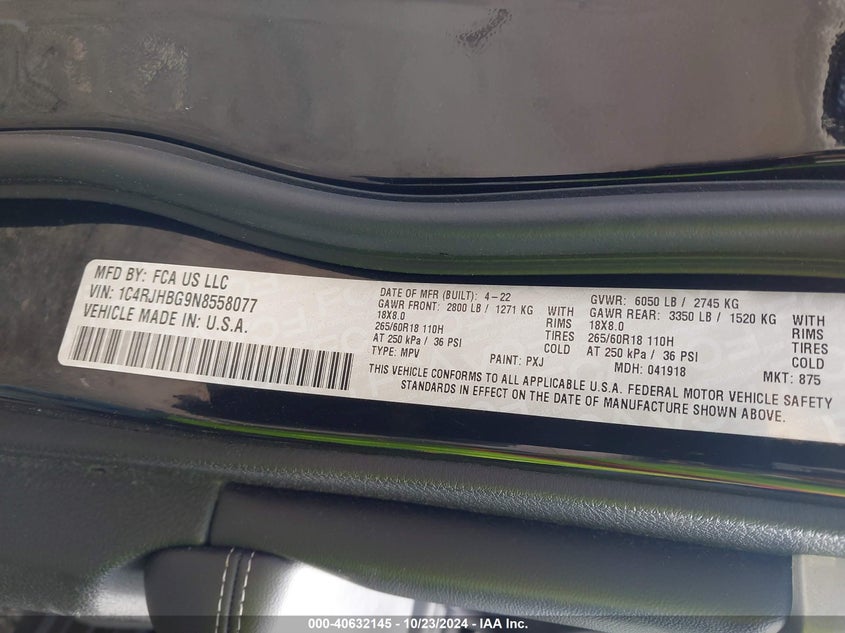 MFD BY: FCA US LLC
VIN: 1C4RJHBG9N8558077
VEHICLE MADE IN: U.S.A.
DATE OF MFR (BUILT): 4-22
GAWR FRONT: 2800 LB / 1271 KG WITH
18X8.0 RIMS
265/60R18 110H TIRES
AT 250 kPa / 36 PSI COLD
TYPE: MPV PAINT: PXJ
GVWR: 6050 LB / 2745 KG
GAWR REAR: 3350 LB / 1520 KG WITH
18X8.0 RIMS
265/60R18 110H TIRES
AT 250 kPa / 36 PSI COLD
MDH: 041918 MKT: 875
THIS VEHICLE CONFORMS TO ALL APPLICABLE U.S.A. FEDERAL MOTOR VEHICLE SAFETY
STANDARDS IN EFFECT ON THE DATE OF MANUFACTURE SHOWN ABOVE.
000-40632145 - 10/23/2024 - IAA Inc.